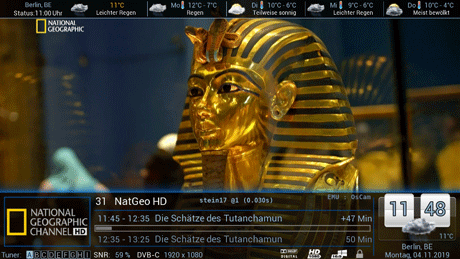 Berlin, BE
Status:11:00 Uhr
11°C
Leichter Regen
Mo 12°C - 7°C
Regen
Di 10°C - 6°C
Teilweise sonnig
Mi 9°C - 6°C
Leichter Regen
Do 10°C - 4°C
Meist bewölkt
NATIONAL
GEOGRAPHIC
31 NatGeo HD
stein17 @1 (0.030s)
EMU : OsCam
NATIONAL
GEOGRAPHIC
CHANNEL HD
11:45 - 12:35 Die Schätze des Tutanchamun +47 Min
12:35 - 13:25 Die Schätze des Tutanchamun 50 Min
11 48
11°C
Berlin, BE
Montag, 04.11.2019
Tuner: A B C D E F G H I SNR: 59 % DVB-C 1920 x 1080